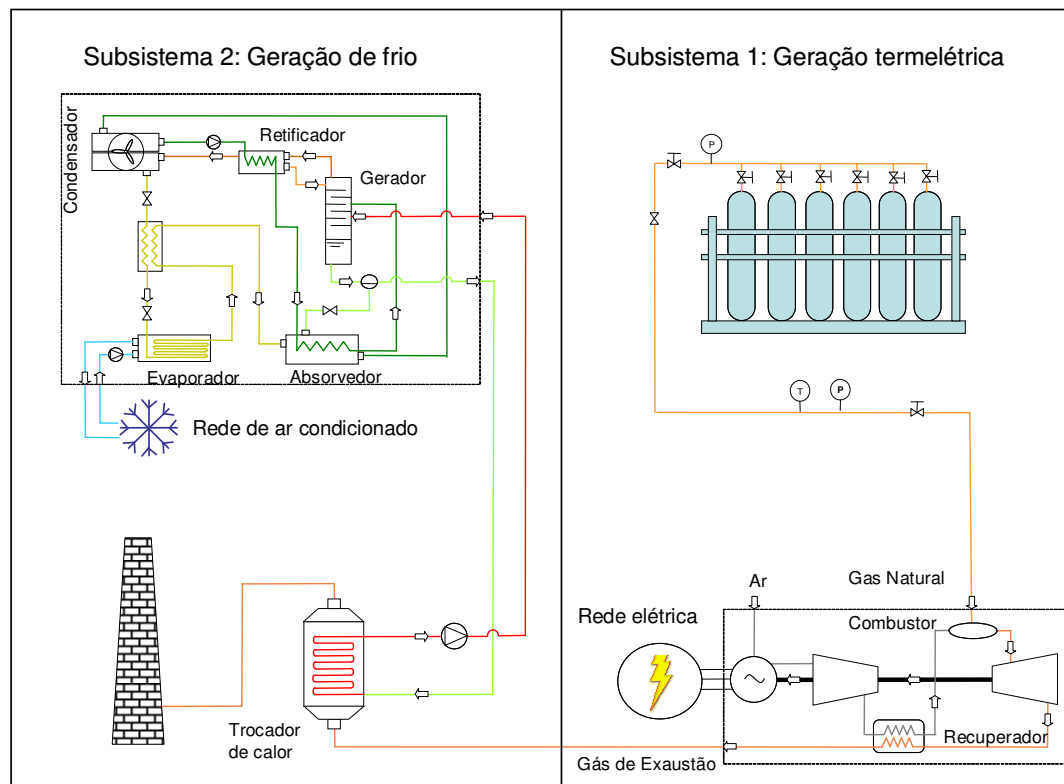 Subsistema 2: Geração de frio
Condensador
Retificador
Gerador
Evaporador
Absorvedor
Rede de ar condicionado
Trocador
de calor
Subsistema 1: Geração termelétrica
P
T
P
Gas Natural
Ar
Rede elétrica
Combustor
Recuperador
Gás de Exaustão